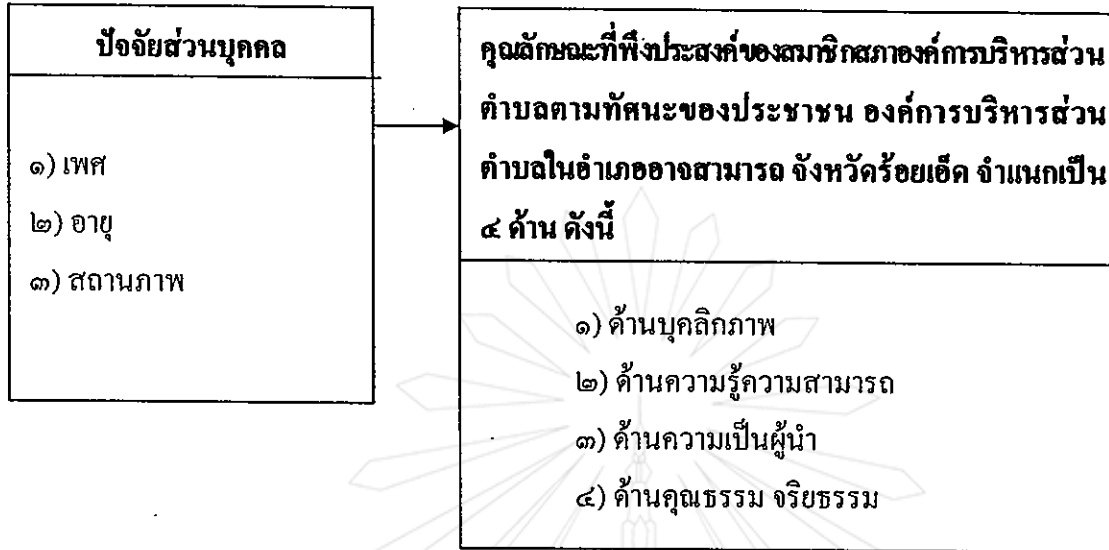 ปัจจัยส่วนบุคคล
๑) เพศ
๒) อายุ
๓) สถานภาพ
คุณลักษณะที่พึงประสงค์ของสมาชิกสภาองค์การบริหารส่วน
ตำบลตามทัศนะของประชาชน องค์การบริหารส่วน
ตำบลในอำเภออาจสามารถ จังหวัดร้อยเอ็ด จำแนกเป็น
๔ ด้าน ดังนี้
๑) ด้านบุคลิกภาพ
๒) ด้านความรู้ความสามารถ
๓) ด้านความเป็นผู้นำ
๔) ด้านคุณธรรม จริยธรรม